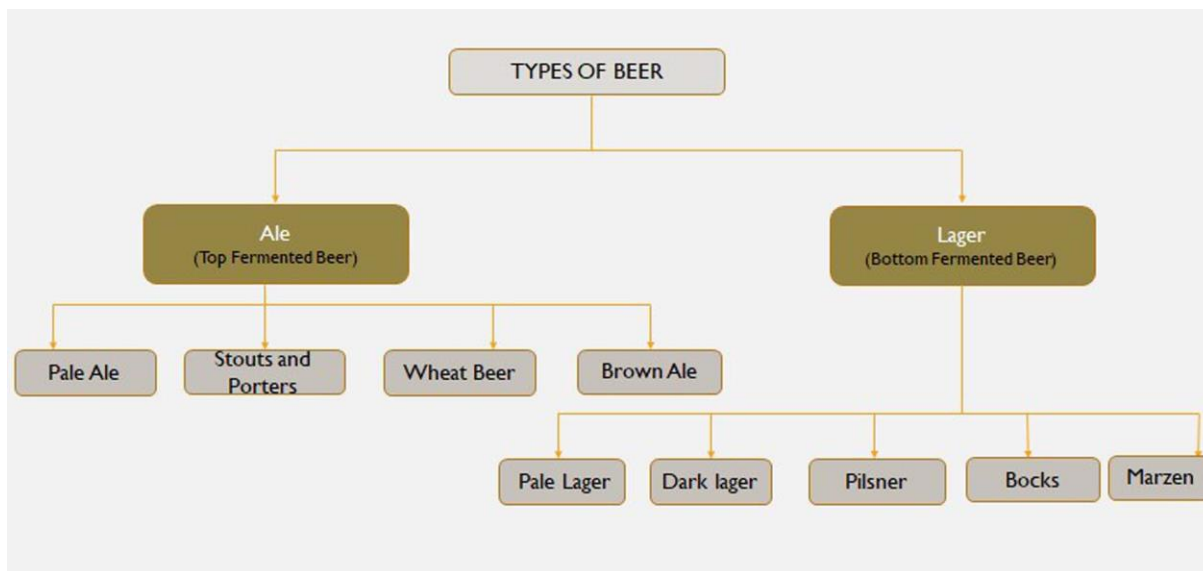 TYPES OF BEER
Ale
(Top Fermented Beer)
Lager
(Bottom Fermented Beer)
Pale Ale
Stouts and
Porters
Wheat Beer
Brown Ale
Pale Lager
Dark lager
Pilsner
Bocks
Marzen